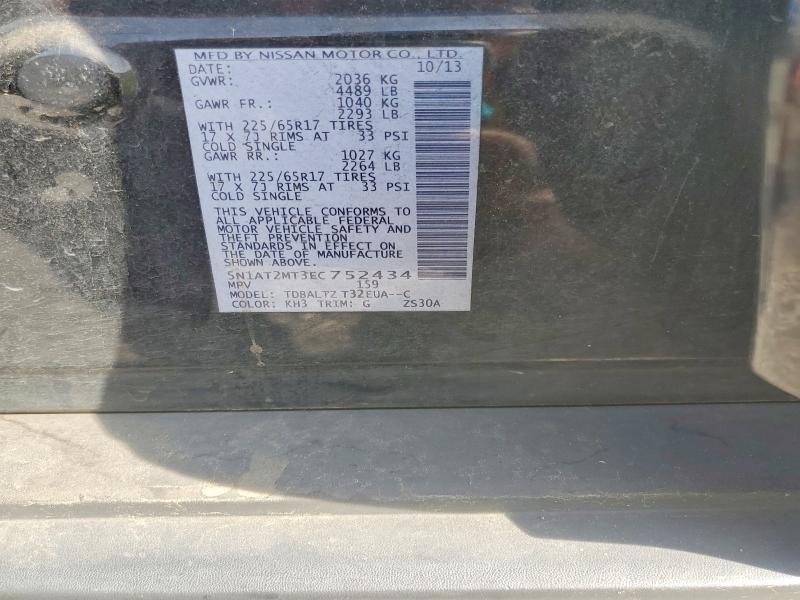 MFD BY NISSAN MOTOR CO., LTD.
DATE: 10/13
GVWR: 2036 KG
4489 LB
GAWR FR.: 1040 KG
2293 LB
WITH 225/65R17 TIRES
17 X 7J RIMS AT 33 PSI
COLD SINGLE
GAWR RR.: 1027 KG
2264 LB
WITH 225/65R17 TIRES
17 X 7J RIMS AT 33 PSI
COLD SINGLE
THIS VEHICLE CONFORMS TO
ALL APPLICABLE FEDERAL
MOTOR VEHICLE SAFETY AND
THEFT PREVENTION
STANDARDS IN EFFECT ON
THE DATE OF MANUFACTURE
SHOWN ABOVE.
5N1AT2MT3EC752434
MPV 159
MODEL: TDBALTZ T32EUA--C
COLOR: KH3 TRIM: G ZS30A